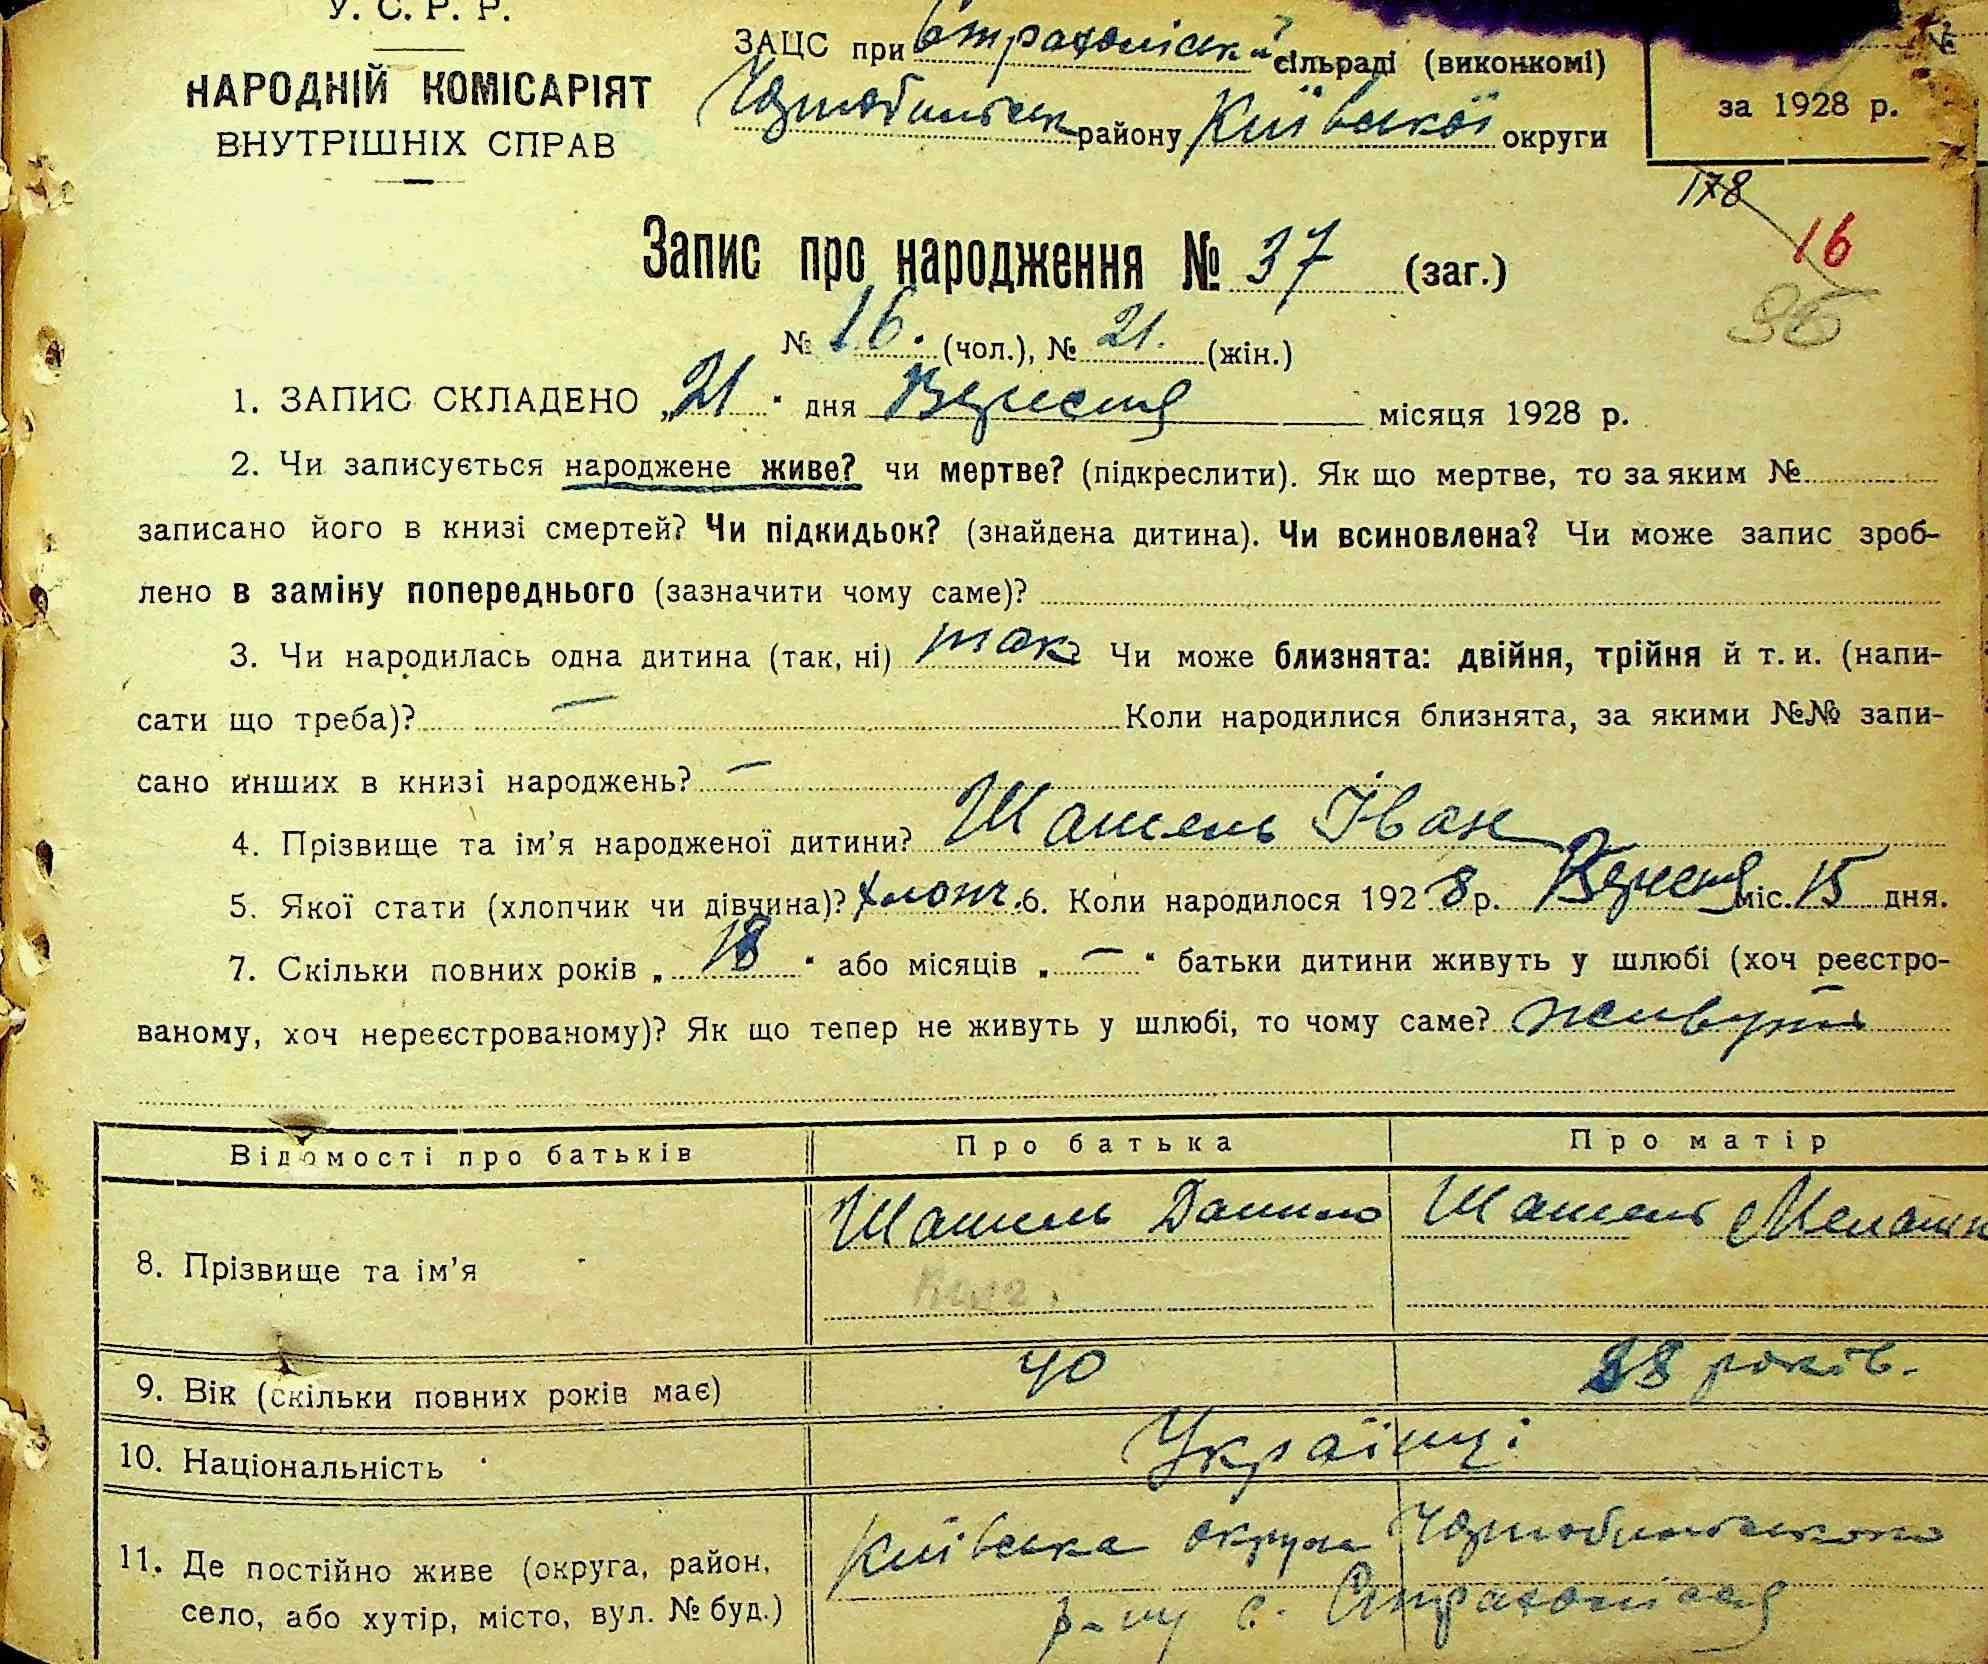 У. С. Р. Р.
НАРОДНІЙ КОМІСАРІЯТ
ВНУТРІШНІХ СПРАВ
ЗАЦС при Страхоліськ. сільраді (виконкомі)
Чорнобильськ району Київської округи
за 1928 р.
178
16
Запис про народження № 37 (заг.)
№ 16. (чол.), № 21. (жін.)
1. ЗАПИС СКЛАДЕНО „21" дня Вересня місяця 1928 р.
2. Чи записується народжене живе? чи мертве? (підкреслити). Як що мертве, то за яким №
записано його в книзі смертей? Чи підкидьок? (знайдена дитина). Чи всиновлена? Чи може запис зроб-
лено в заміну попереднього (зазначити чому саме)?
3. Чи народилась одна дитина (так, ні) так Чи може близнята: двійня, трійня й т. и. (напи-
сати що треба)? — Коли народилися близнята, за якими №№ запи-
сано инших в книзі народжень? —
4. Прізвище та ім'я народженої дитини? Шашель Іван
5. Якої стати (хлопчик чи дівчина)? хлопч. 6. Коли народилося 1928 р. Вересня міс. 15 дня.
7. Скільки повних років „18" або місяців „—" батьки дитини живуть у шлюбі (хоч реєстро-
ваному, хоч нереєстрованому)? Як що тепер не живуть у шлюбі, то чому саме? живуть
Відомості про батьків Про батька Про матір
8. Прізвище та ім'я Шашель Данило Шашель
9. Вік (скільки повних років має) 40 38 років.
10. Національність Українці
11. Де постійно живе (округа, район,
село, або хутір, місто, вул. № буд.)
Київська округа Чорнобильського
р-ну с. Страхолісся